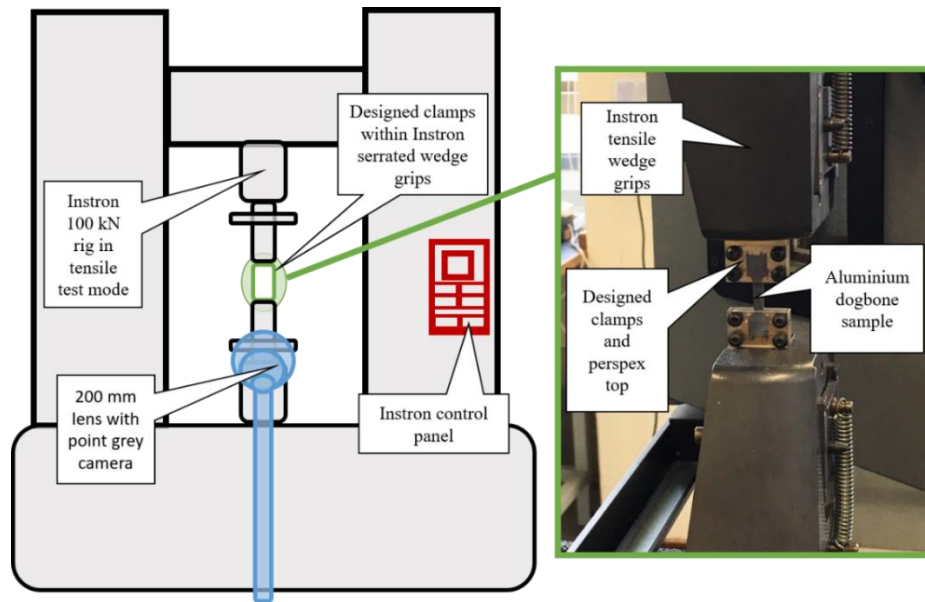 Designed clamps
within Instron
serrated wedge
grips
Instron
100 kN
rig in
tensile
test mode
200 mm
lens with
point grey
camera
Instron control
panel
Instron
tensile
wedge
grips
Designed
clamps
and
perspex
top
Aluminium
dogbone
sample